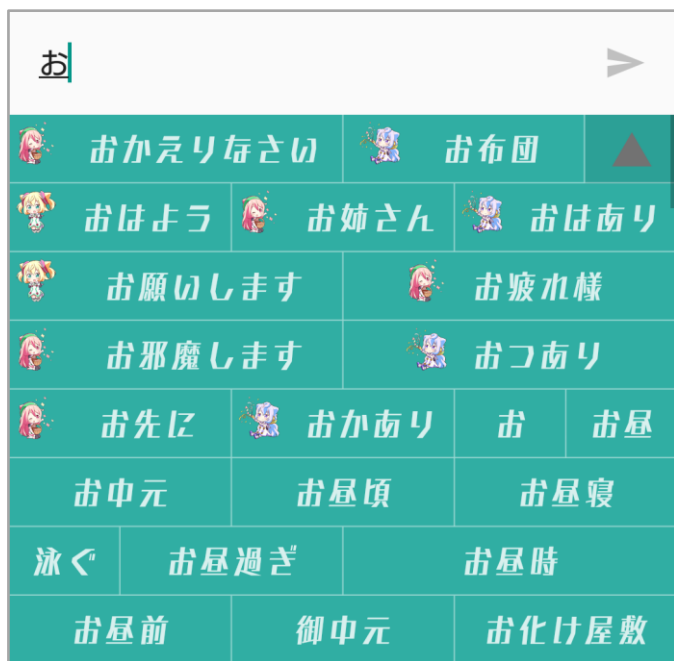 お
おかえりなさい お布団
おはよう お姉さん おはあり
お願いします お疲れ様
お邪魔します おつあり
お先に おかあり お お昼
お中元 お昼頃 お昼寝
泳ぐ お昼過ぎ お昼時
お昼前 御中元 お化け屋敷